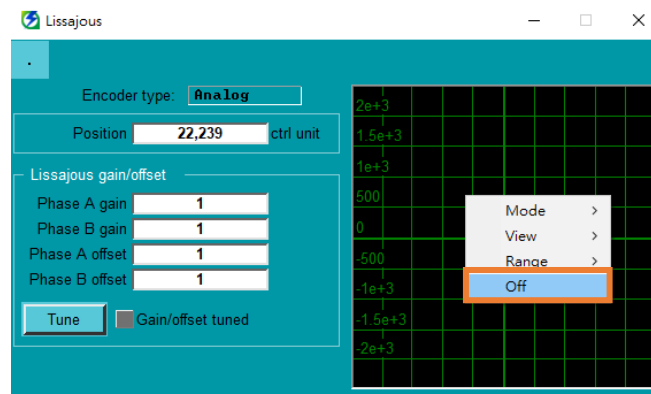 Lissajous
.
Encoder type: Analog
Position 22,239 ctrl unit
Lissajous gain/offset
Phase A gain 1
Phase B gain 1
Phase A offset 1
Phase B offset 1
Tune Gain/offset tuned
2e+3
1.5e+3
1e+3
500
0
-500
-1e+3
-1.5e+3
-2e+3
Mode >
View >
Range >
Off